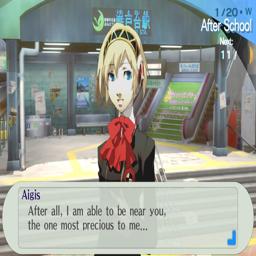 1/20 • W
After School
Next:
11
Aigis
After all, I am able to be near you,
the one most precious to me...